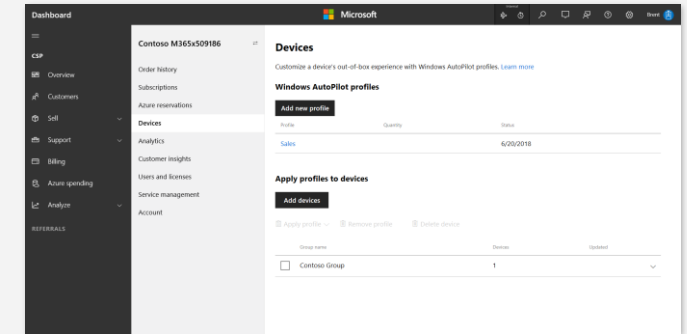 Dashboard
Microsoft
Brent
CSP
Overview
Customers
Sell
Support
Billing
Azure spending
Analyze
REFERRALS
Contoso M365x509186
Order history
Subscriptions
Azure reservations
Devices
Analytics
Customer insights
Users and licenses
Service management
Account
Devices
Customize a device's out-of-box experience with Windows AutoPilot profiles. Learn more
Windows AutoPilot profiles
Add new profile
Profile Quantity Status
Sales 6/20/2018
Apply profiles to devices
Add devices
Apply profile Remove profile Delete device
Group name Devices Updated
Contoso Group 1